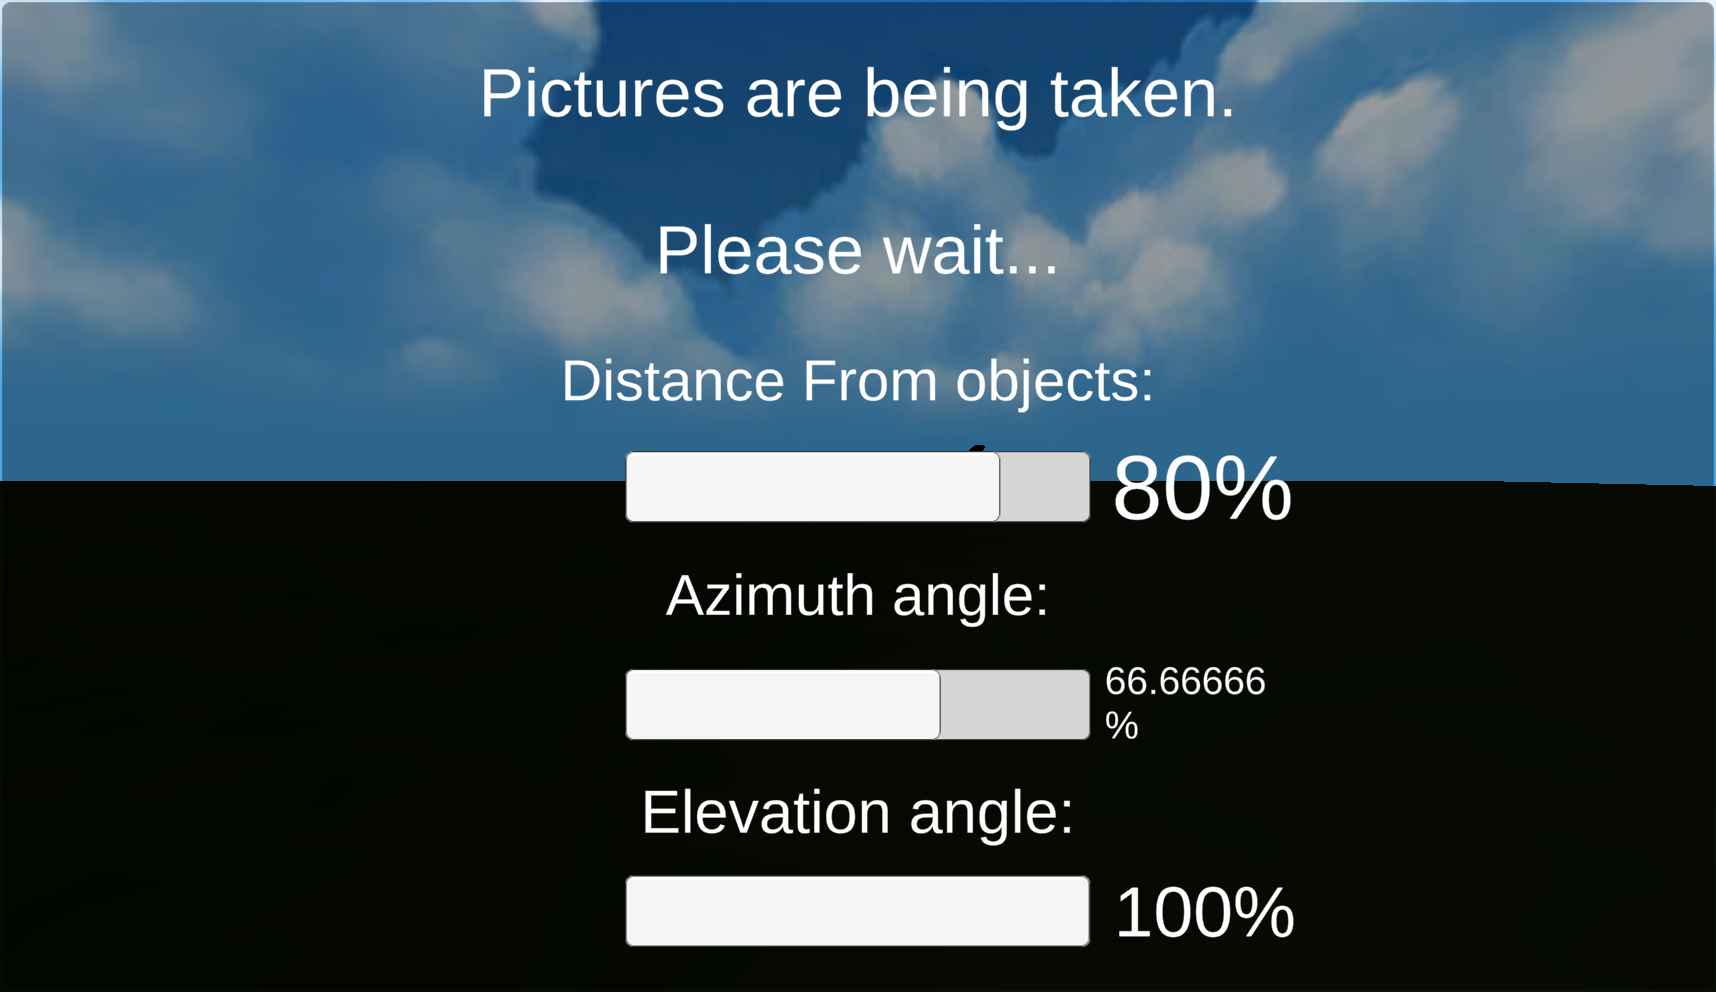 Pictures are being taken.
Please wait...
Distance From objects:
80%
Azimuth angle:
66.66666
%
Elevation angle:
100%